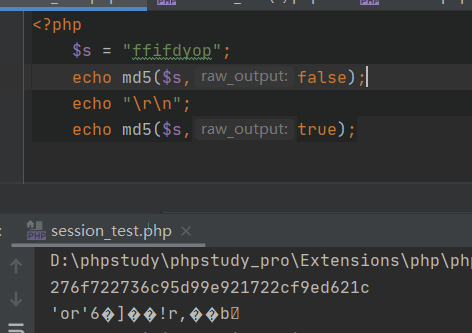 <?php
$s = "ffifdyop";
echo md5($s, raw_output: false);
echo "\r\n";
echo md5($s, raw_output: true);
session_test.php
D:\phpstudy\phpstudy_pro\Extensions\php\php
276f722736c95d99e921722cf9ed621c
'or'6�]��!r,��b